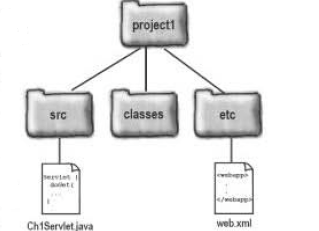 project1
src
classes
etc
servlet {
doGet{
...
}
<webapp>
:
</webapp>
Ch1Servlet.java
web.xml